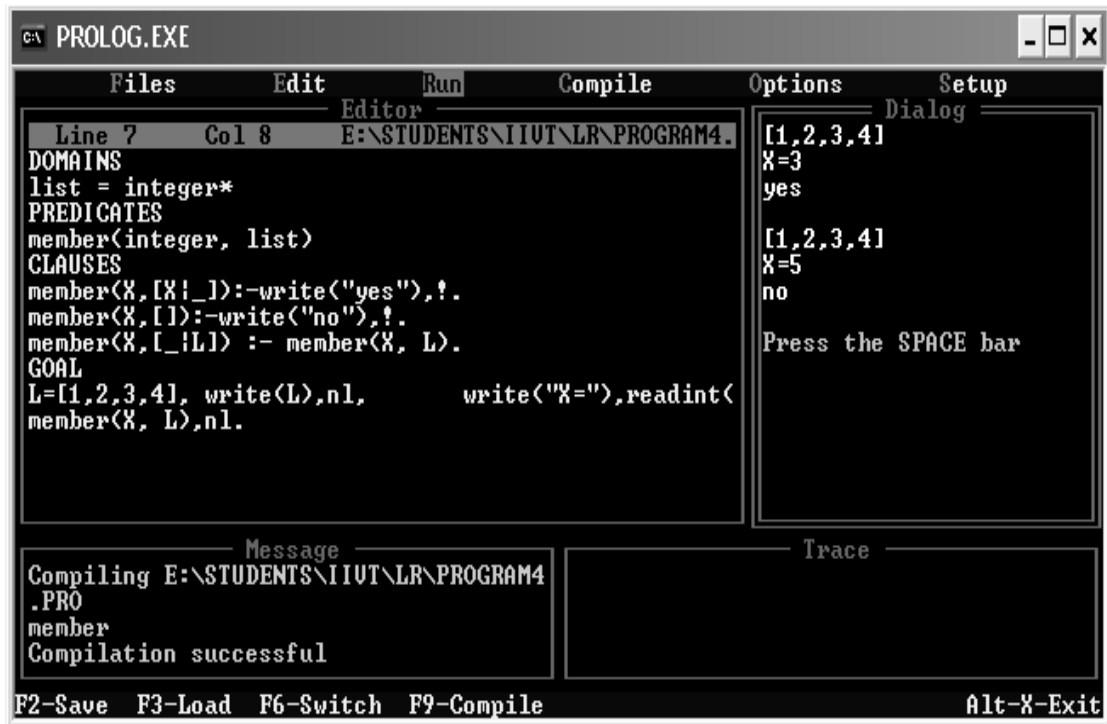 C:\ PROLOG.EXE
Files Edit Run Compile Options Setup
Editor
Line 7 Col 8 E:\STUDENTS\IIVT\LR\PROGRAM4.
DOMAINS
list = integer*
PREDICATES
member(integer, list)
CLAUSES
member(X,[X|_]):-write("yes"),!.
member(X,[]):-write("no"),!.
member(X,[_|L]) :- member(X, L).
GOAL
L=[1,2,3,4], write(L),nl, write("X="),readint(
member(X, L),nl.
Dialog
[1,2,3,4]
X=3
yes
[1,2,3,4]
X=5
no
Press the SPACE bar
Message
Compiling E:\STUDENTS\IIVT\LR\PROGRAM4
.PRO
member
Compilation successful
Trace
F2-Save F3-Load F6-Switch F9-Compile Alt-X-Exit